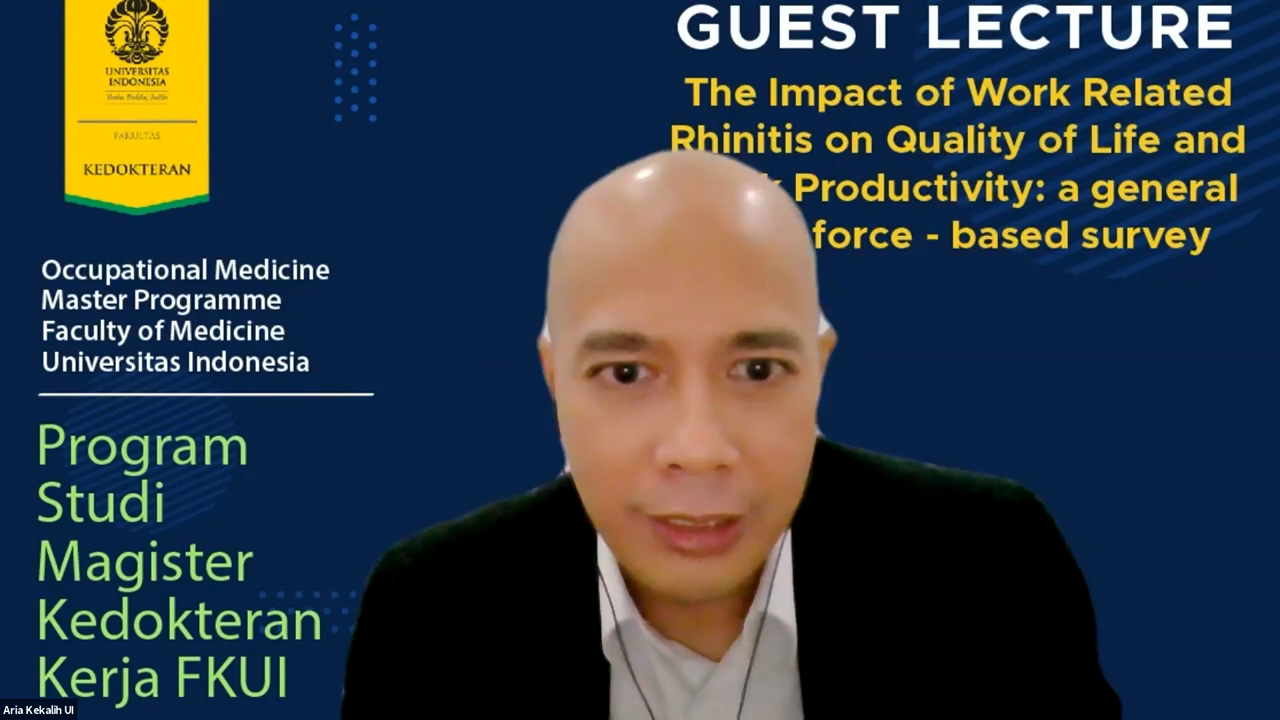 UNIVERSITAS
INDONESIA
Veritas, Probitas, Iustitia
FAKULTAS
KEDOKTERAN
Occupational Medicine
Master Programme
Faculty of Medicine
Universitas Indonesia
Program
Studi
Magister
Kedokteran
Kerja FKUI
GUEST LECTURE
The Impact of Work Related
Rhinitis on Quality of Life and
Productivity: a general
force - based survey
Aria Kekalih UI